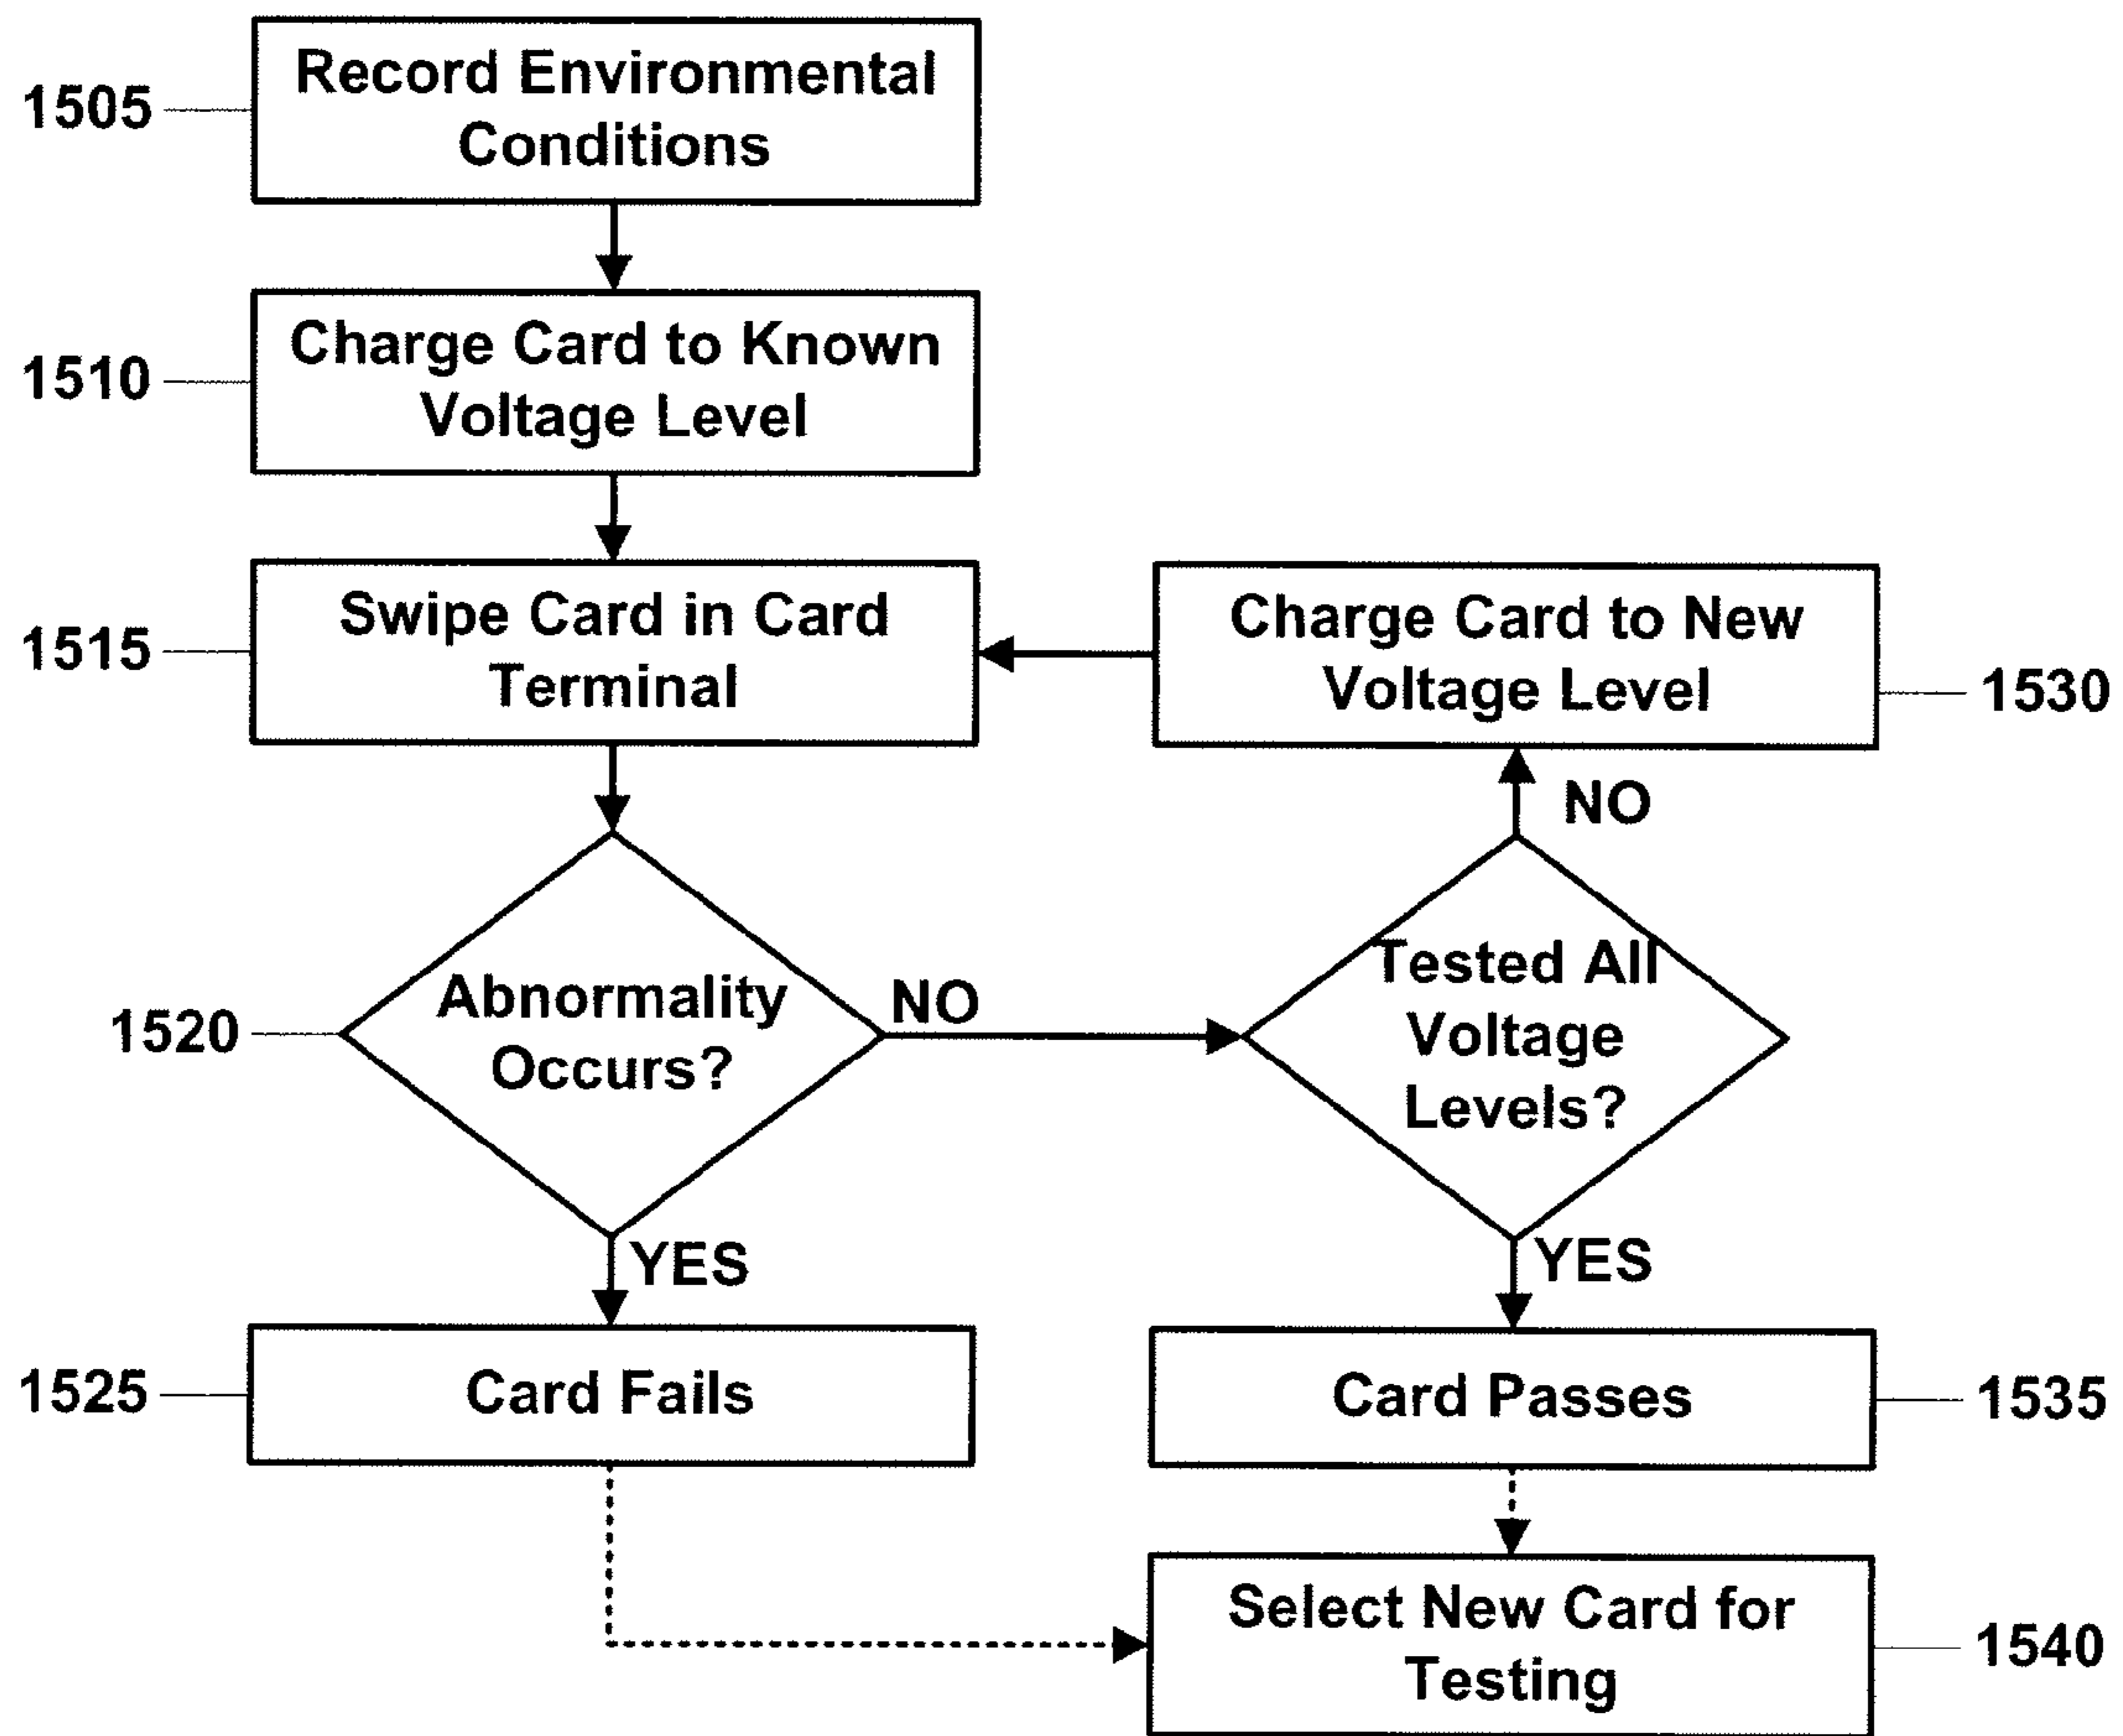 Record Environmental
Conditions
1505
Charge Card to Known
Voltage Level
1510
Swipe Card in Card
Terminal
1515
Charge Card to New
Voltage Level
1530
NO
Abnormality
Occurs?
1520
NO
Tested All
Voltage
Levels?
YES
YES
Card Fails
1525
Card Passes
1535
Select New Card for
Testing
1540